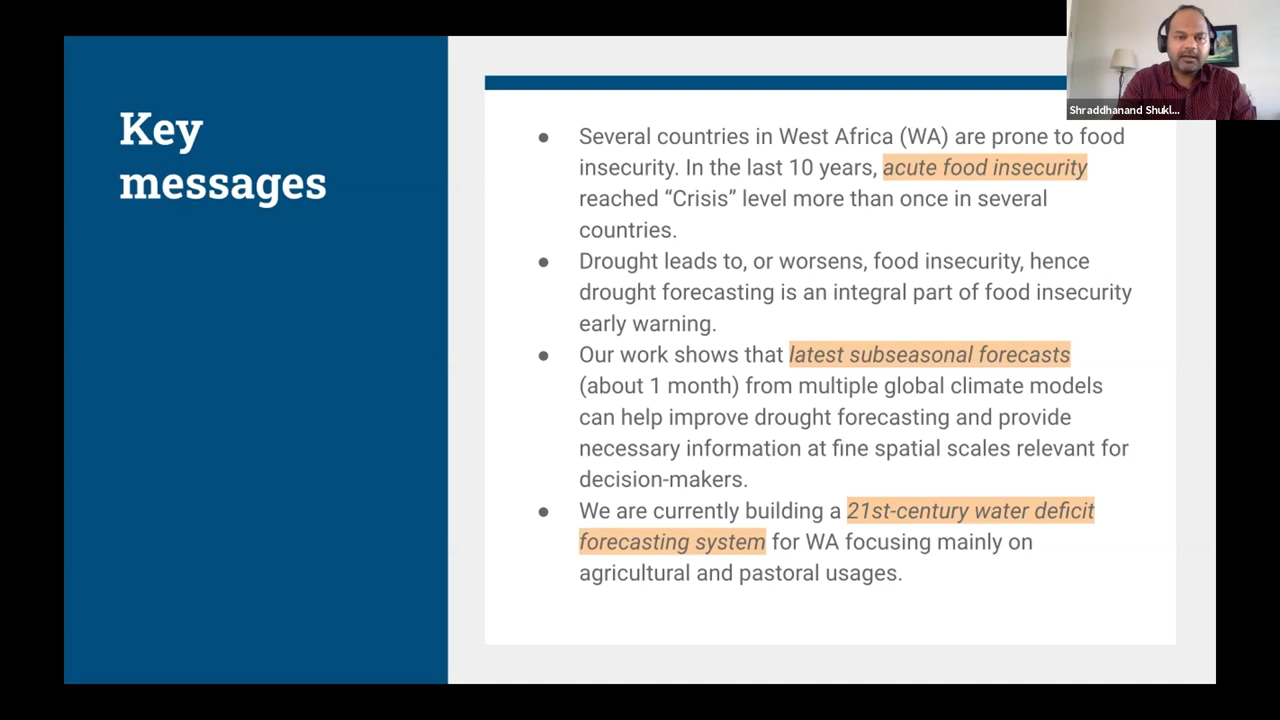 Key
messages
● Several countries in West Africa (WA) are prone to food
insecurity. In the last 10 years, acute food insecurity
reached “Crisis” level more than once in several
countries.
● Drought leads to, or worsens, food insecurity, hence
drought forecasting is an integral part of food insecurity
early warning.
● Our work shows that latest subseasonal forecasts
(about 1 month) from multiple global climate models
can help improve drought forecasting and provide
necessary information at fine spatial scales relevant for
decision-makers.
● We are currently building a 21st-century water deficit
forecasting system for WA focusing mainly on
agricultural and pastoral usages.
Shraddhanand Shukl...